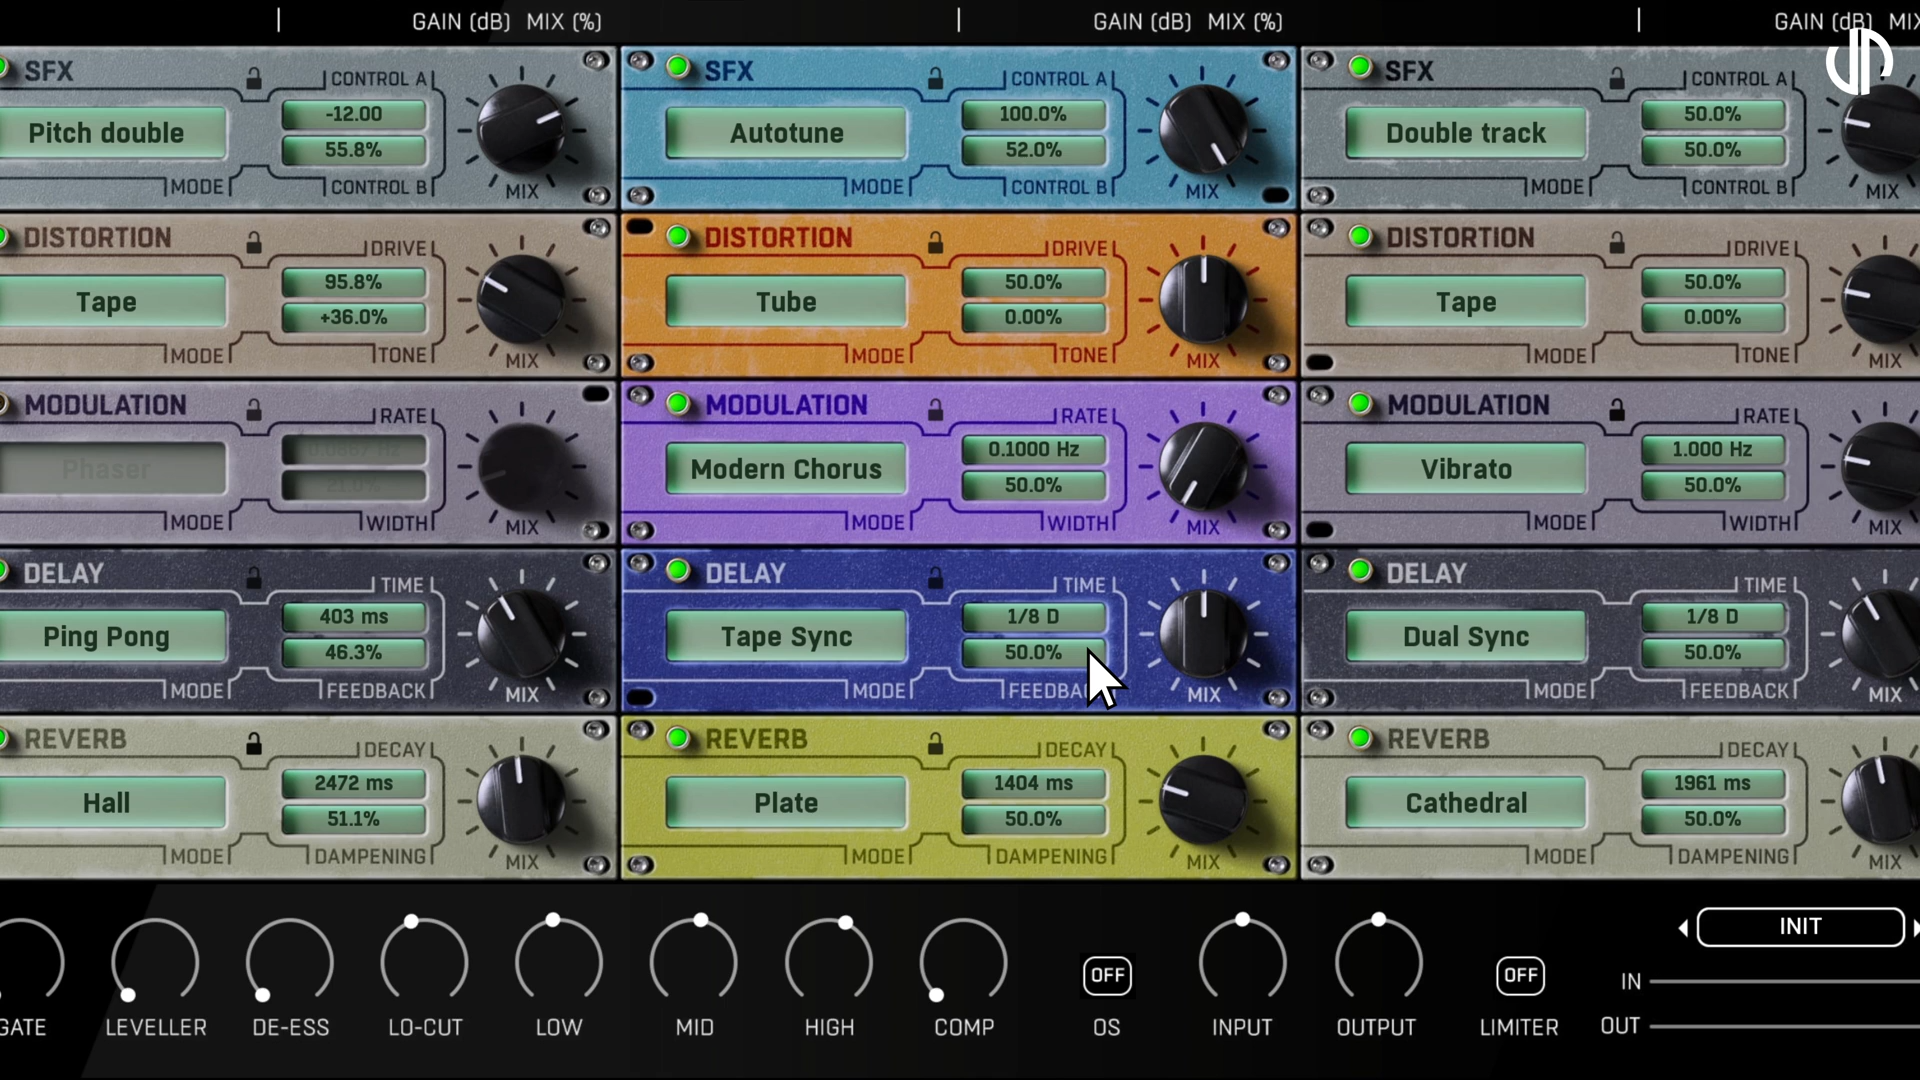 GAIN (dB) MIX (%)
GAIN (dB) MIX (%)
GAIN (dB) MIX
SFX
CONTROL A
-12.00
Pitch double
55.8%
MODE
CONTROL B
MIX
SFX
CONTROL A
100.0%
Autotune
52.0%
MODE
CONTROL B
MIX
SFX
CONTROL A
50.0%
Double track
50.0%
MODE
CONTROL B
MIX
DISTORTION
DRIVE
95.8%
Tape
+36.0%
MODE
TONE
MIX
DISTORTION
DRIVE
50.0%
Tube
0.00%
MODE
TONE
MIX
DISTORTION
DRIVE
50.0%
Tape
0.00%
MODE
TONE
MIX
MODULATION
RATE
Phaser
21.0%
MODE
WIDTH
MIX
MODULATION
RATE
0.1000 Hz
Modern Chorus
50.0%
MODE
WIDTH
MIX
MODULATION
RATE
1.000 Hz
Vibrato
50.0%
MODE
WIDTH
MIX
DELAY
TIME
403 ms
Ping Pong
46.3%
MODE
FEEDBACK
MIX
DELAY
TIME
1/8 D
Tape Sync
50.0%
MODE
FEEDBA
MIX
DELAY
TIME
1/8 D
Dual Sync
50.0%
MODE
FEEDBACK
MIX
REVERB
DECAY
2472 ms
Hall
51.1%
MODE
DAMPENING
MIX
REVERB
DECAY
1404 ms
Plate
50.0%
MODE
DAMPENING
MIX
REVERB
DECAY
1961 ms
Cathedral
50.0%
MODE
DAMPENING
MIX
GATE
LEVELLER
DE-ESS
LO-CUT
LOW
MID
HIGH
COMP
OFF
OS
INPUT
OUTPUT
OFF
LIMITER
INIT
IN
OUT